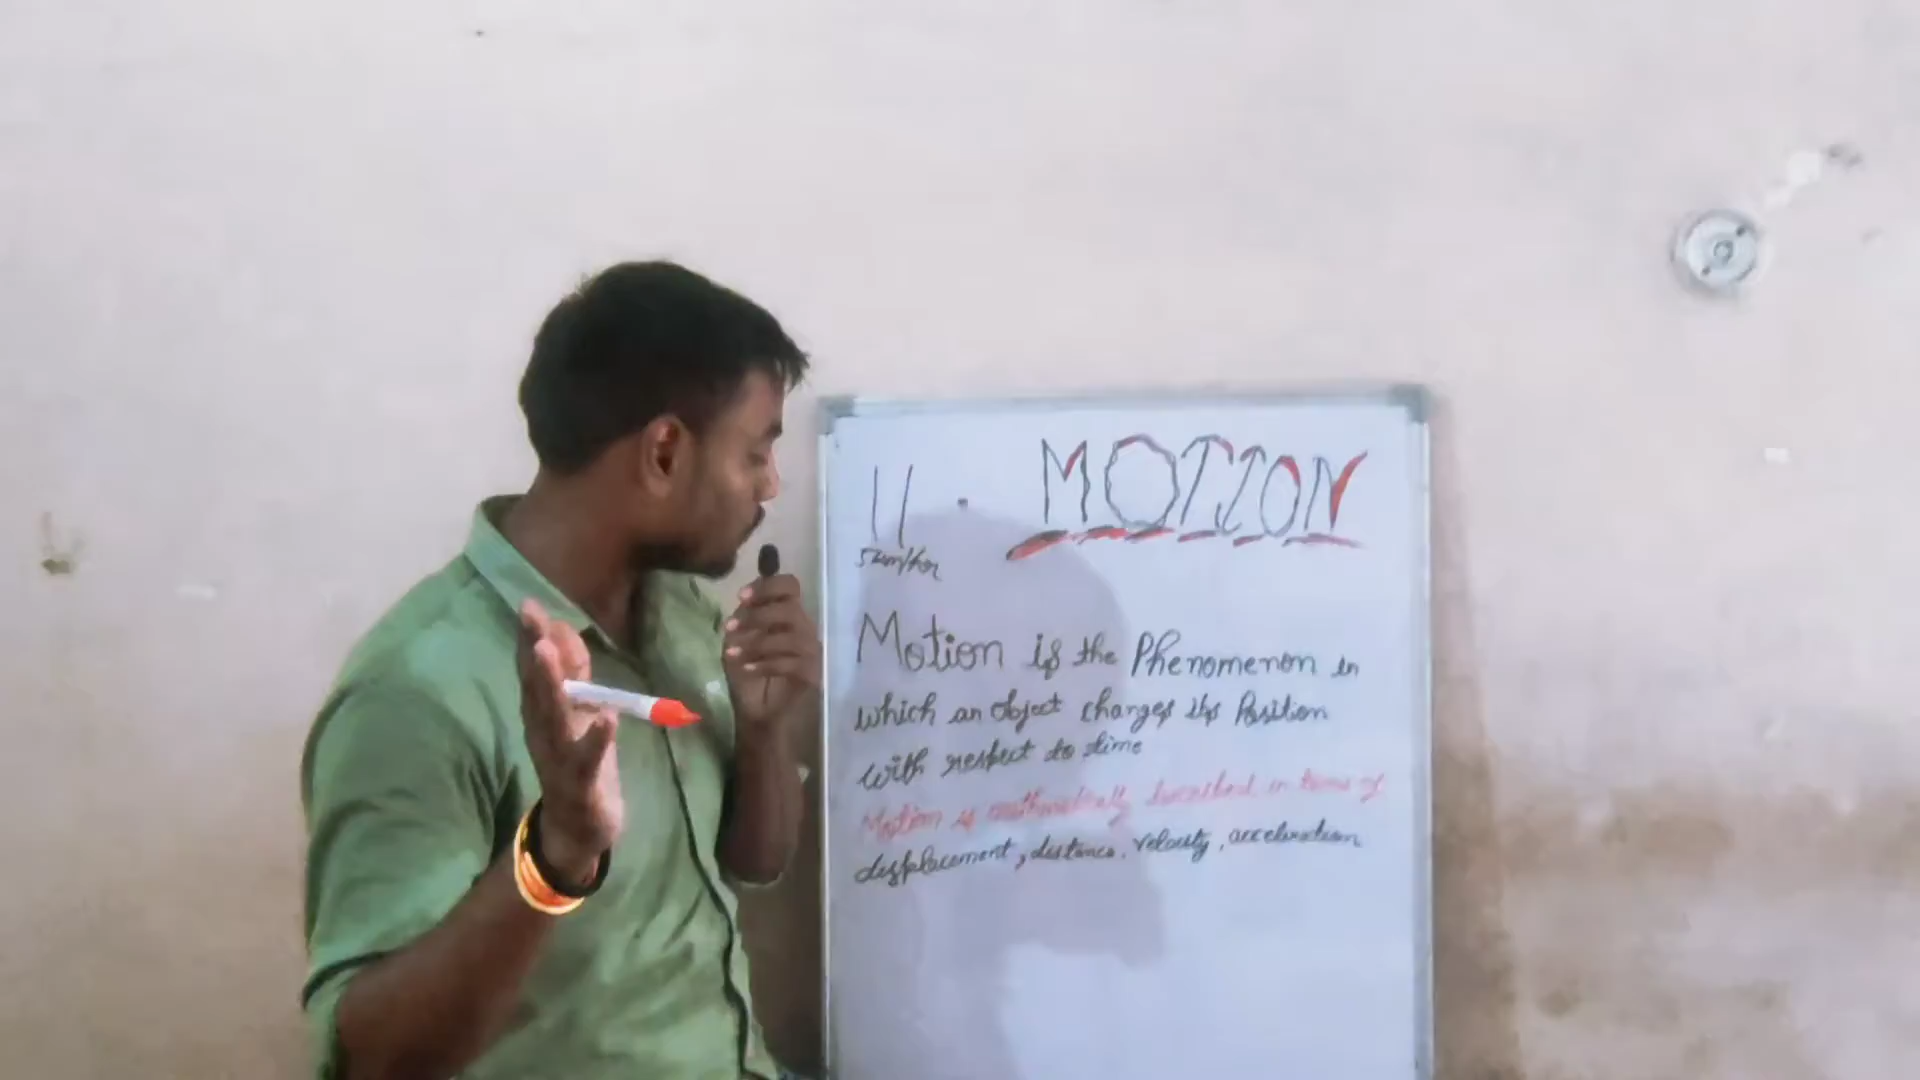 MOTION
5km/hr
Motion is the Phenomenon in
which an object changes its Position
with respect to time
Motion is mathematically described in terms of
displacement, distance, velocity, acceleration